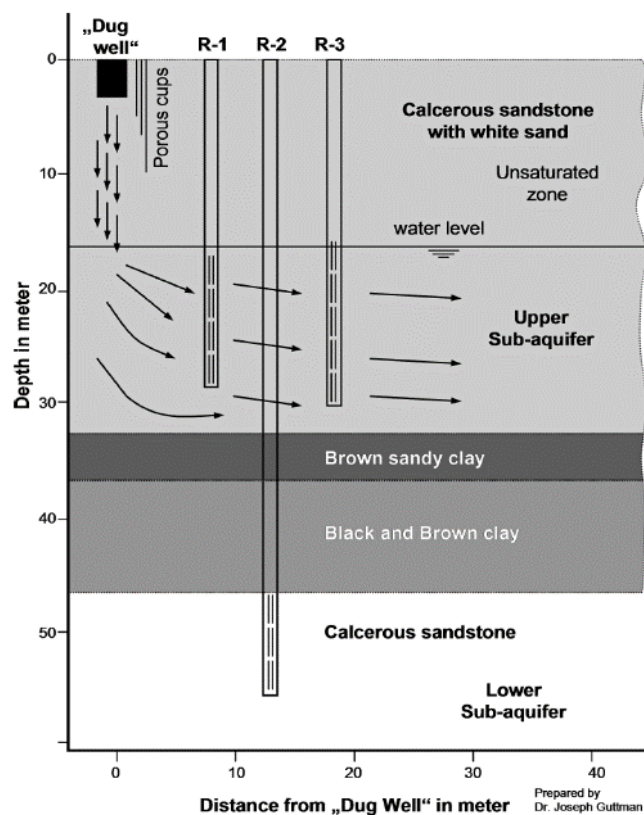 „Dug
well“
R-1
R-2
R-3
Porous cups
Calcerous sandstone
with white sand
Unsaturated
zone
water level
Upper
Sub-aquifer
Brown sandy clay
Black and Brown clay
Calcerous sandstone
Lower
Sub-aquifer
Depth in meter
0
10
20
30
40
50
0
10
20
30
40
Distance from „Dug Well“ in meter
Prepared by
Dr. Joseph Guttman